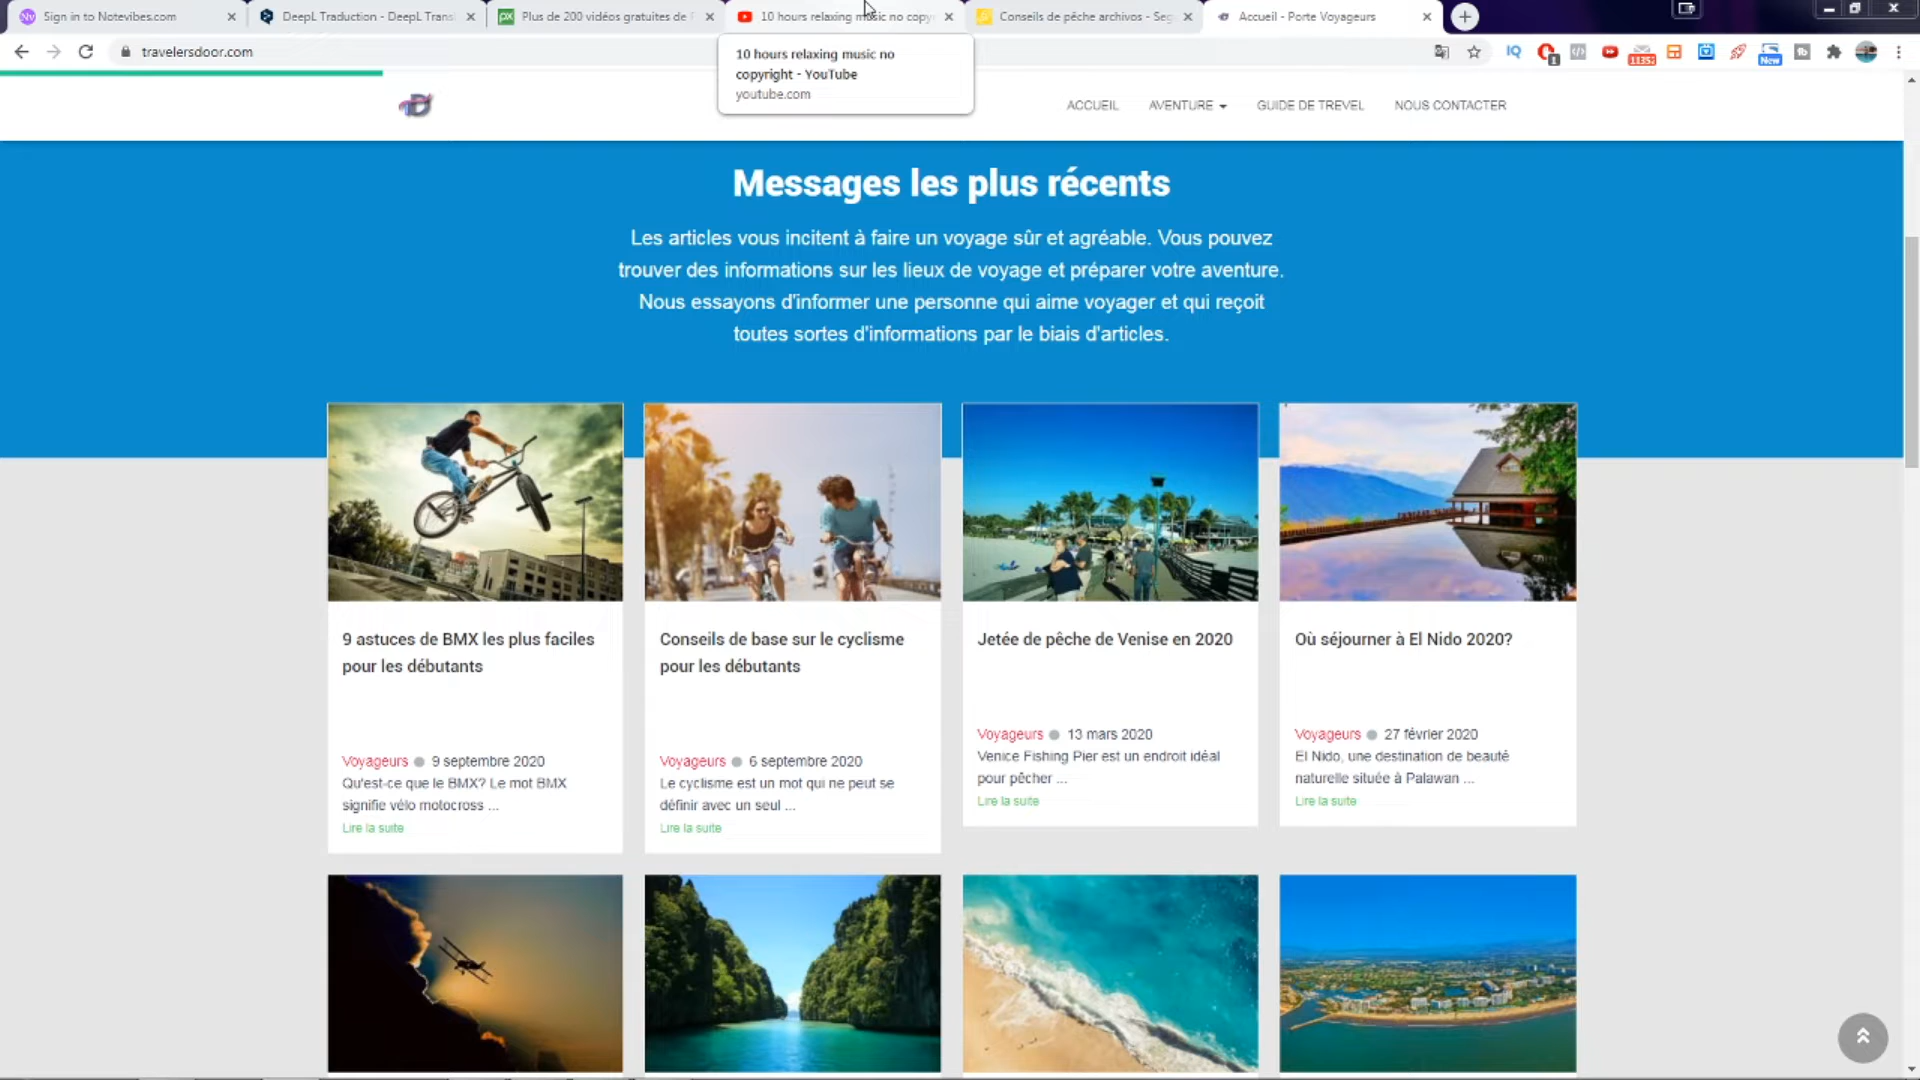 Sign in to Notevibes.com
DeepL Traduction - DeepL Transl
Plus de 200 vidéos gratuites de
10 hours relaxing music no copy
Conseils de pêche archivos - Seg
Accueil - Porte Voyageurs
travelersdoor.com
1
11352
New
10 hours relaxing music no
copyright - YouTube
youtube.com
ACCUEIL
AVENTURE
GUIDE DE TREVEL
NOUS CONTACTER
Messages les plus récents
Les articles vous incitent à faire un voyage sûr et agréable. Vous pouvez
trouver des informations sur les lieux de voyage et préparer votre aventure.
Nous essayons d'informer une personne qui aime voyager et qui reçoit
toutes sortes d'informations par le biais d'articles.
9 astuces de BMX les plus faciles
pour les débutants
Voyageurs 9 septembre 2020
Qu'est-ce que le BMX? Le mot BMX
signifie vélo motocross ...
Lire la suite
Conseils de base sur le cyclisme
pour les débutants
Voyageurs 6 septembre 2020
Le cyclisme est un mot qui ne peut se
définir avec un seul ...
Lire la suite
Jetée de pêche de Venise en 2020
Voyageurs 13 mars 2020
Venice Fishing Pier est un endroit idéal
pour pêcher ...
Lire la suite
Où séjourner à El Nido 2020?
Voyageurs 27 février 2020
El Nido, une destination de beauté
naturelle située à Palawan ...
Lire la suite